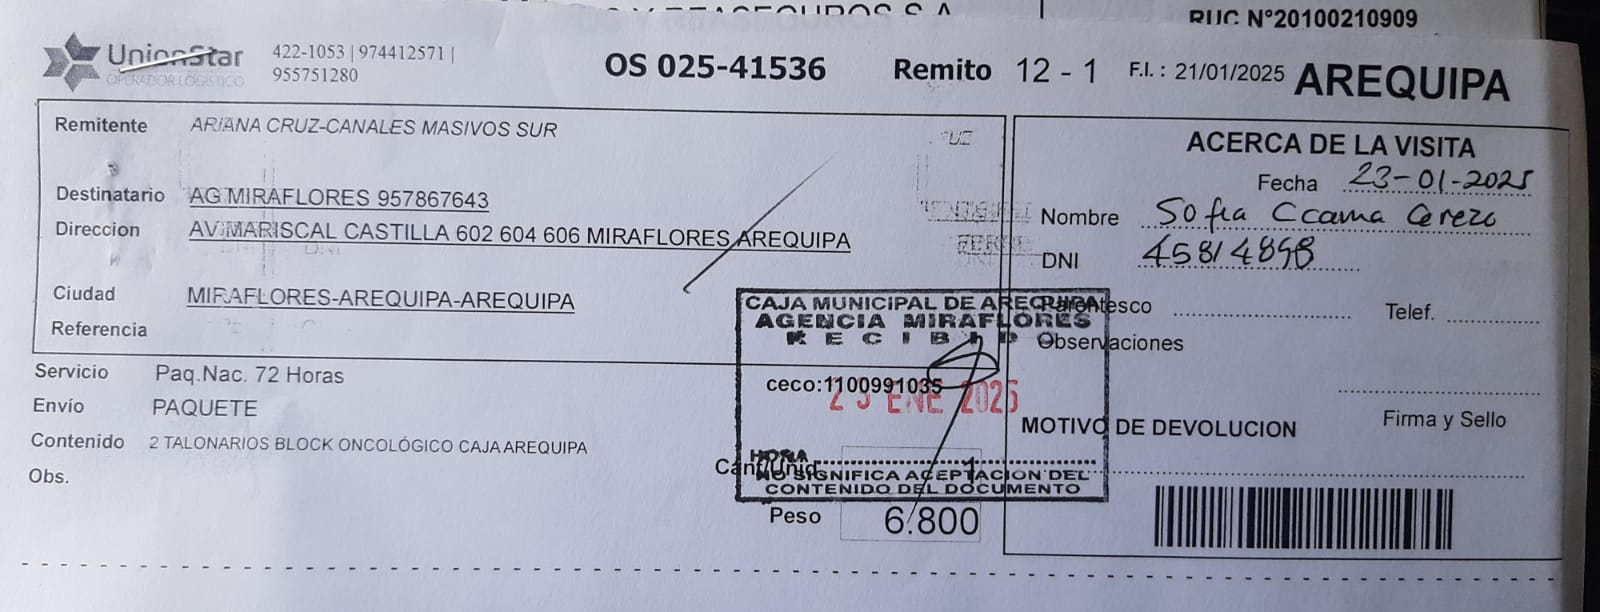 Y REASEGUROS S.A.
RUC N°20100210909
UnionStar
OPERADOR LOGÍSTICO
422-1053 | 974412571 |
955751280
OS 025-41536
Remito 12 - 1
F.I.: 21/01/2025
AREQUIPA
Remitente ARIANA CRUZ-CANALES MASIVOS SUR
Destinatario AG MIRAFLORES 957867643
Direccion AV MARISCAL CASTILLA 602 604 606 MIRAFLORES AREQUIPA
Ciudad MIRAFLORES-AREQUIPA-AREQUIPA
Referencia
Servicio Paq.Nac. 72 Horas
Envío PAQUETE
Contenido 2 TALONARIOS BLOCK ONCOLÓGICO CAJA AREQUIPA
Obs.
CAJA MUNICIPAL DE AREQUIPA
AGENCIA MIRAFLORES
RECIBID
ceco:1100991035
23 ENE 2025
HORA
Cant/Unid. 1
NO SIGNIFICA ACEPTACION DEL
CONTENIDO DEL DOCUMENTO
Peso 6.800
ACERCA DE LA VISITA
Fecha 23-01-2025
Nombre Sofia Ccama Cerezo
DNI 45814898
Parentesco Telef.
Observaciones
Firma y Sello
MOTIVO DE DEVOLUCION